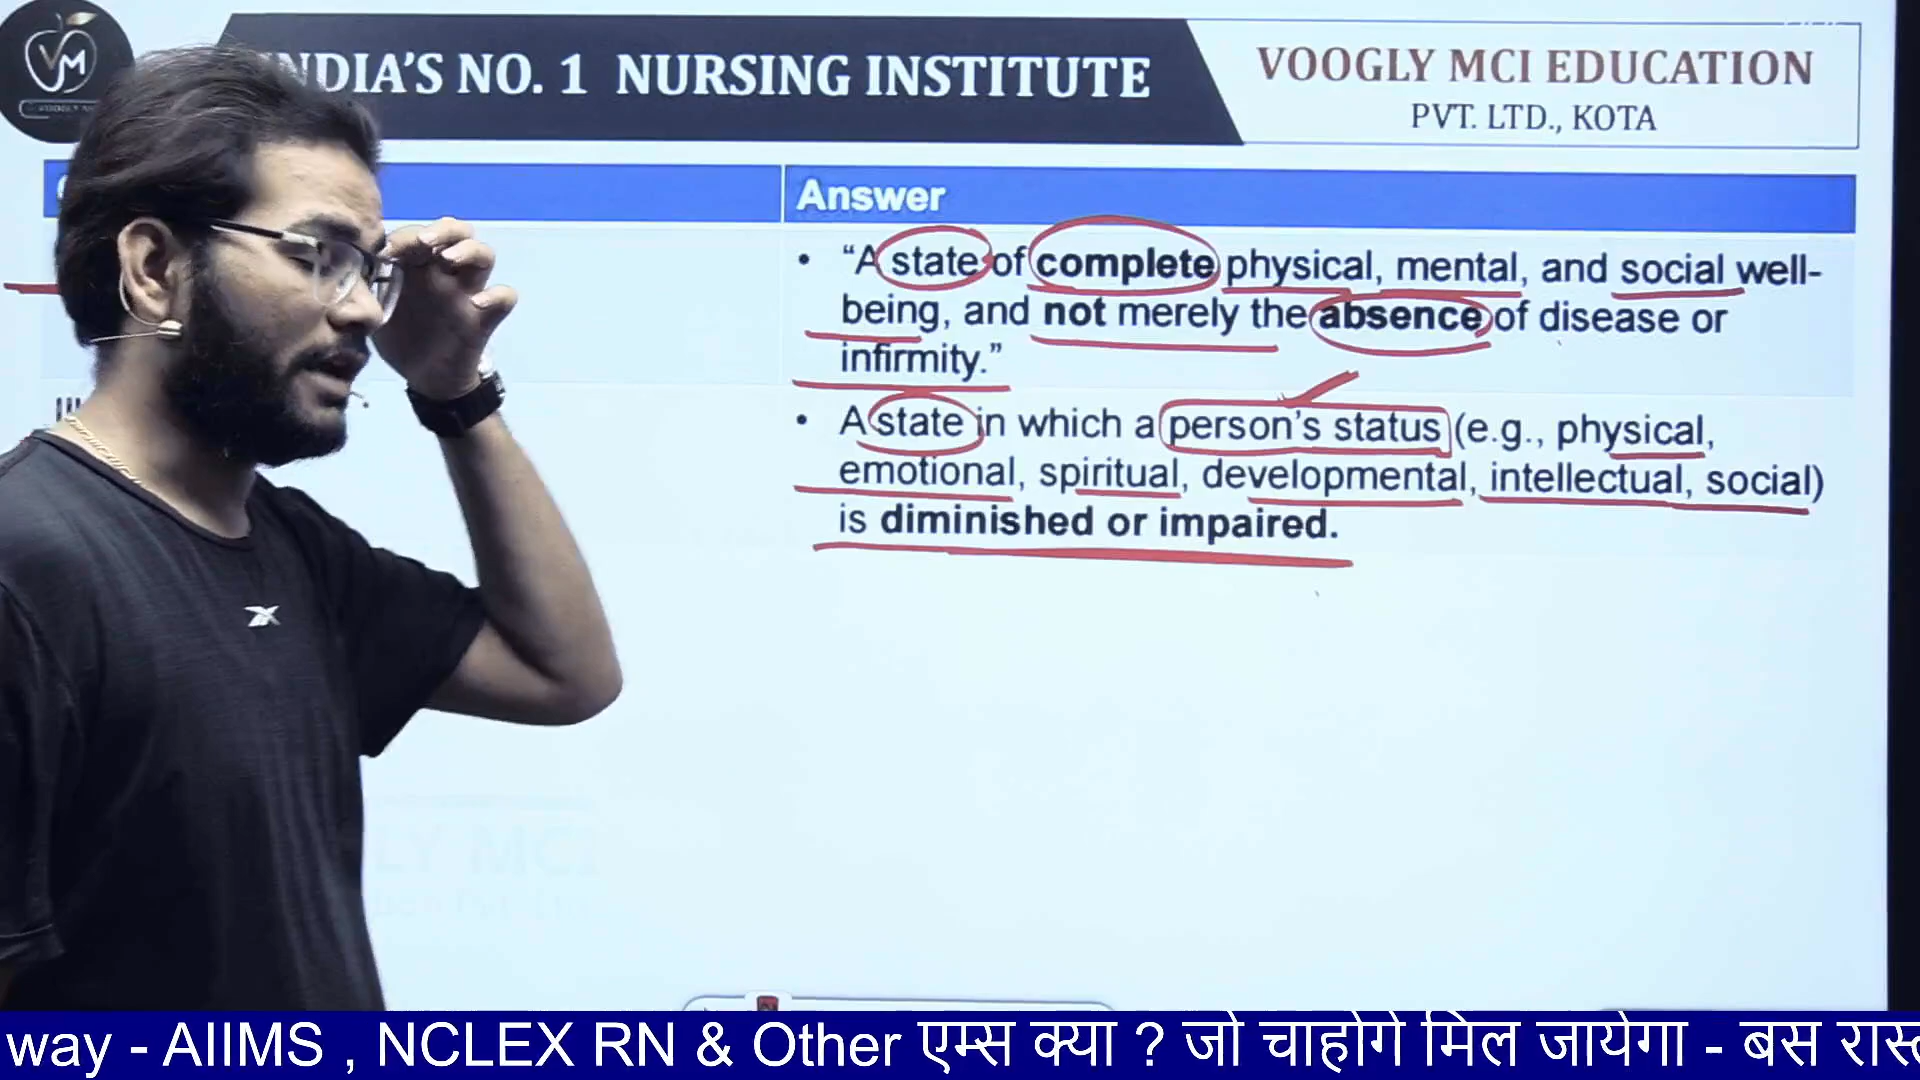 VM
INDIA'S NO. 1 NURSING INSTITUTE
VOOGLY MCI EDUCATION
PVT. LTD., KOTA
Answer
• “A state of complete physical, mental, and social well-
being, and not merely the absence of disease or
infirmity.”
• A state in which a person's status (e.g., physical,
emotional, spiritual, developmental, intellectual, social)
is diminished or impaired.
way - AIIMS , NCLEX RN & Other एम्स क्या ? जो चाहोगे मिल जायेगा - बस